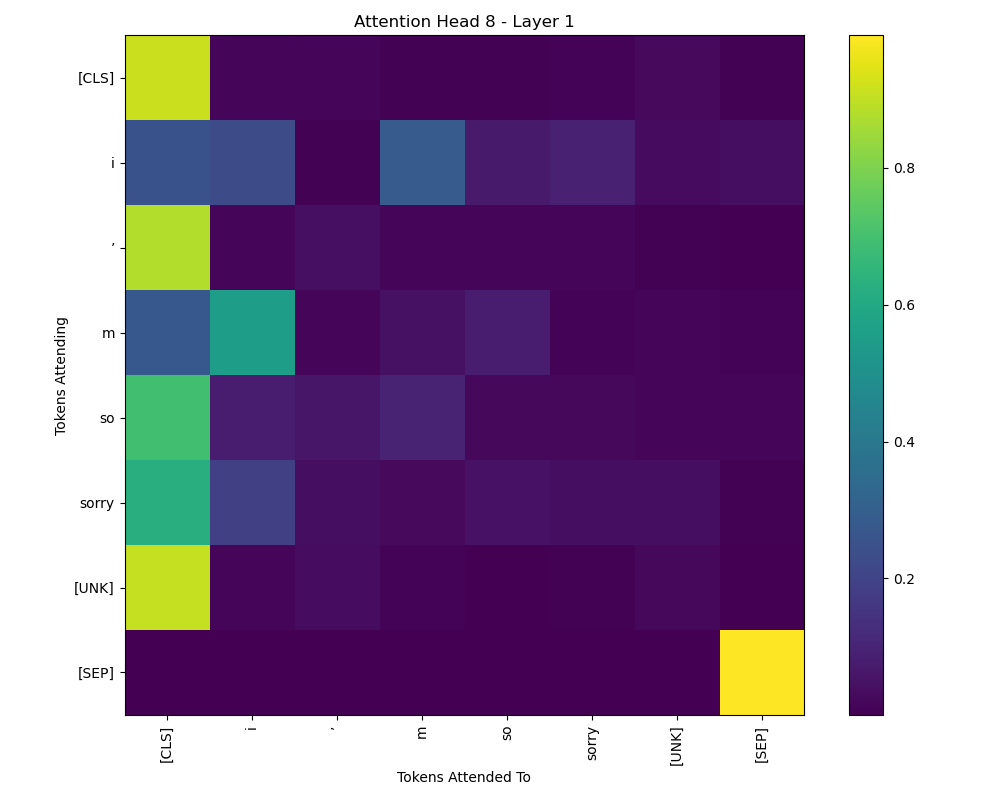 Attention Head 8 - Layer 1
[CLS]
i
’
m
so
sorry
[UNK]
[SEP]
Tokens Attending
[CLS]
i
’
m
so
sorry
[UNK]
[SEP]
Tokens Attended To
0.8
0.6
0.4
0.2